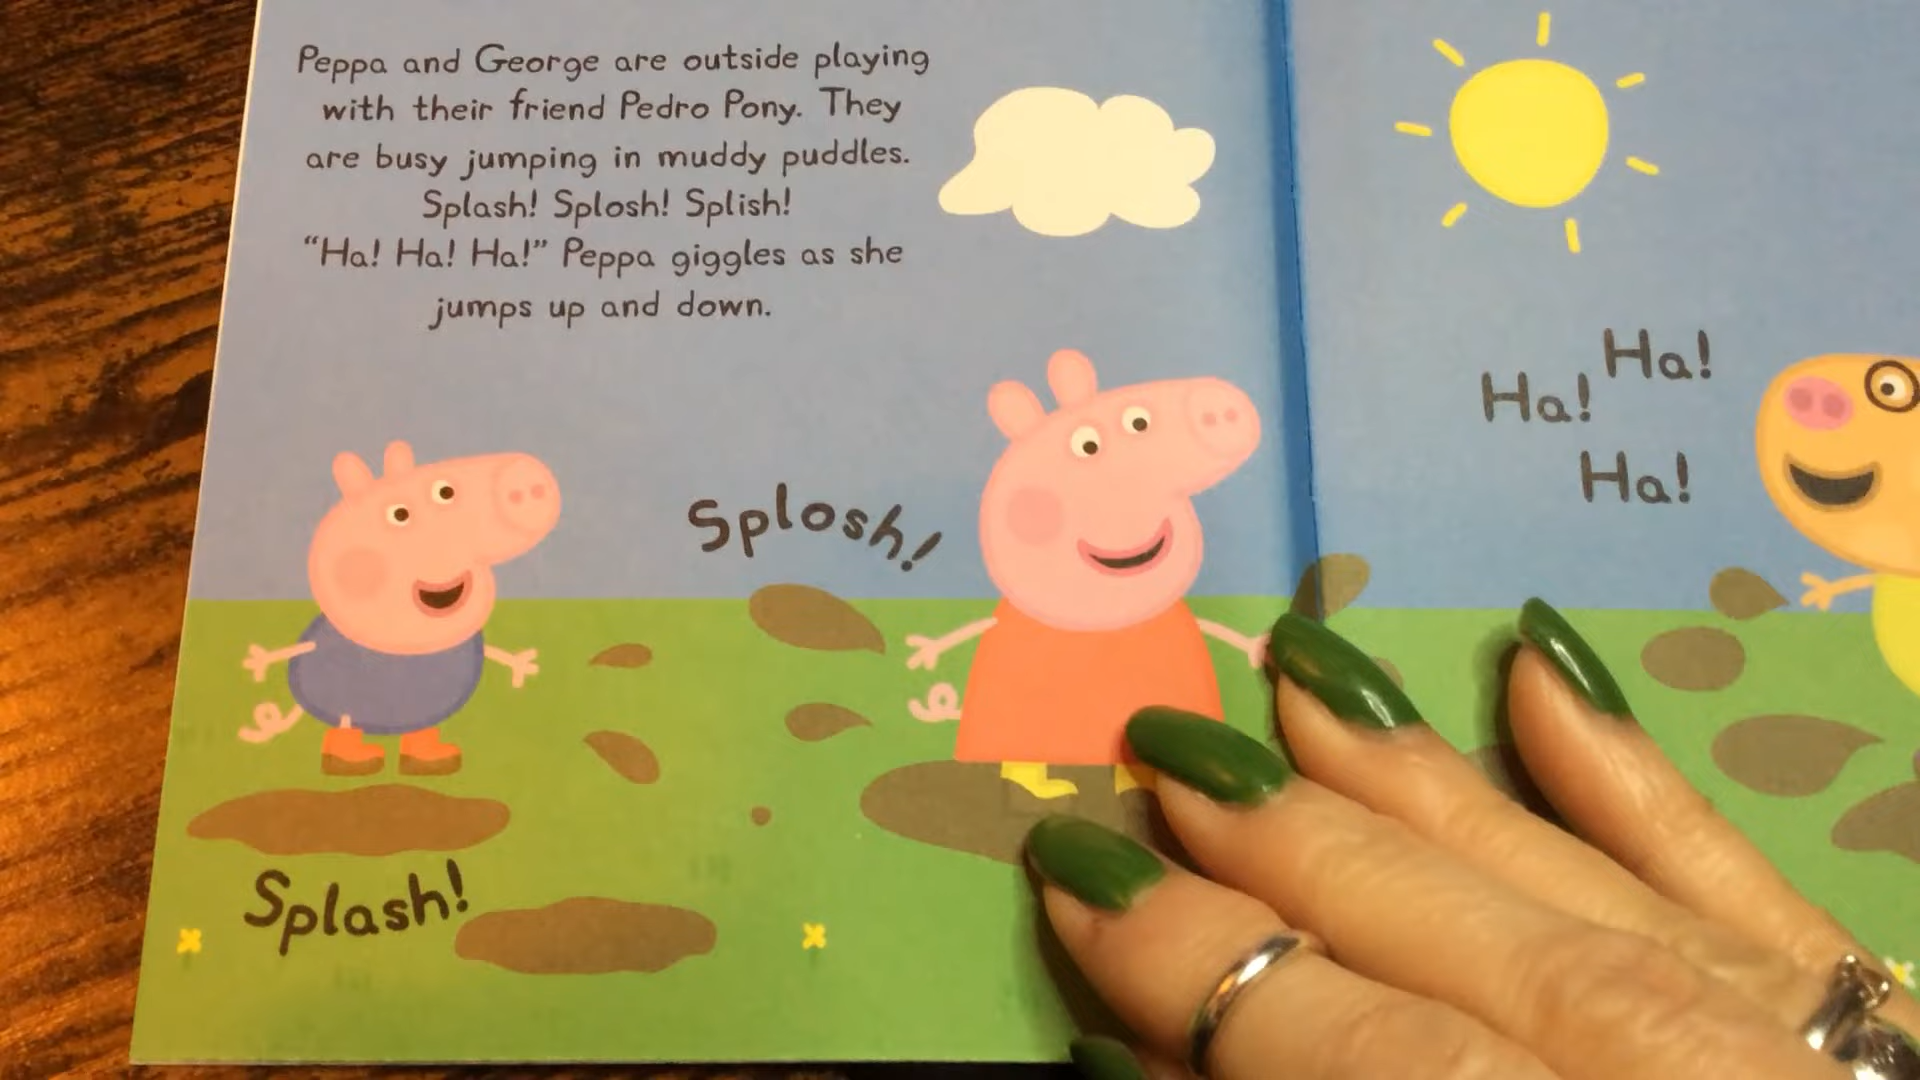 Peppa and George are outside playing
with their friend Pedro Pony. They
are busy jumping in muddy puddles.
Splash! Splosh! Splish!
“Ha! Ha! Ha!” Peppa giggles as she
jumps up and down.
Splosh!
Splash!
Ha!
Ha!
Ha!